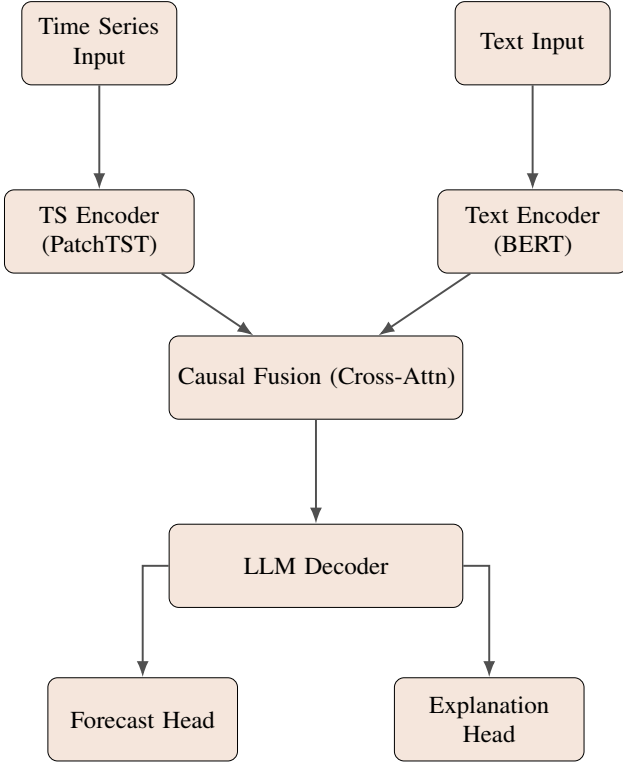 Time Series
Input
Text Input
TS Encoder
(PatchTST)
Text Encoder
(BERT)
Causal Fusion (Cross-Attn)
LLM Decoder
Forecast Head
Explanation
Head